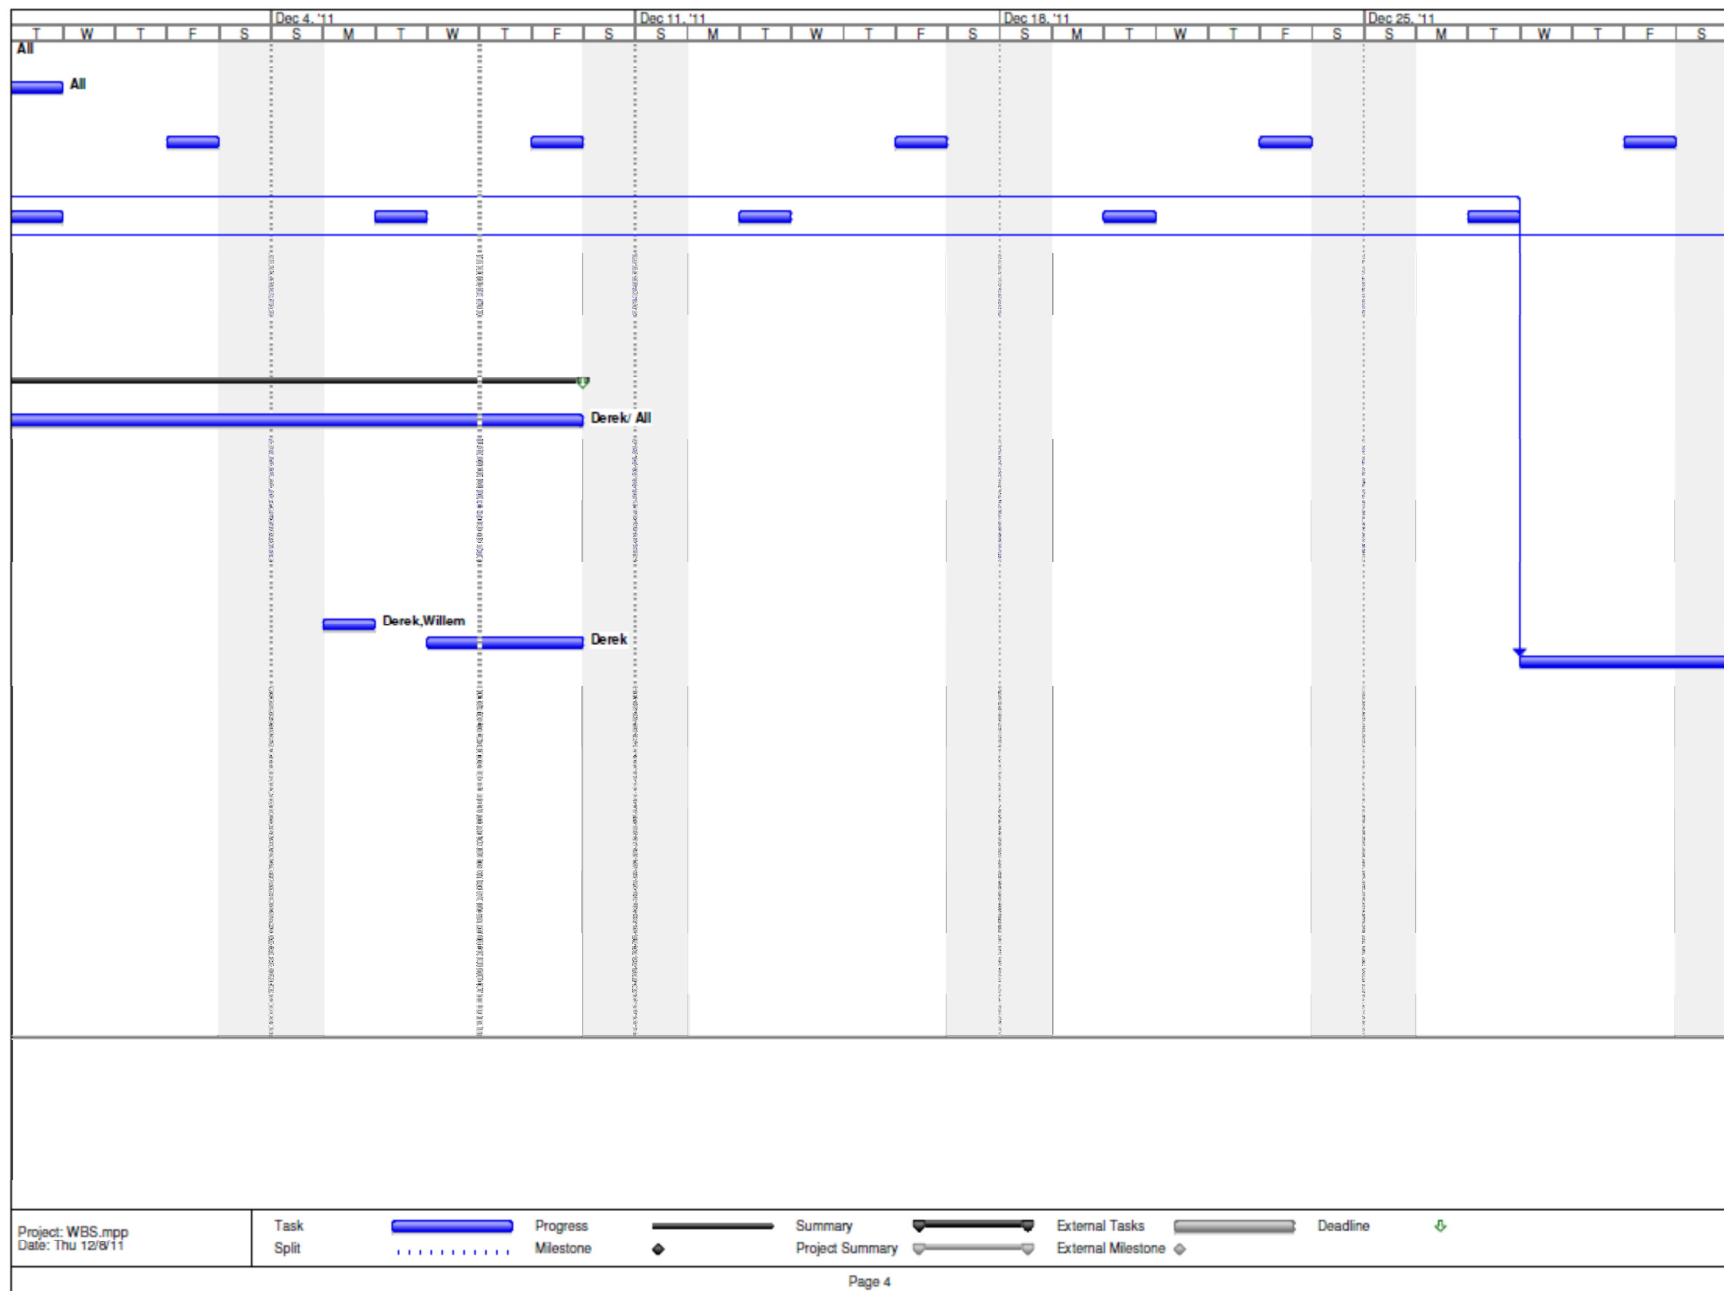 Dec 4, '11 Dec 11, '11 Dec 18, '11 Dec 25, '11
T W T F S S M T W T F S S M T W T F S S M T W T F S S M T W T F S
All
All
Derek/ All
Derek,Willem
Derek
Project: WBS.mpp
Date: Thu 12/8/11
Task Progress Summary External Tasks Deadline
Split Milestone Project Summary External Milestone
Page 4